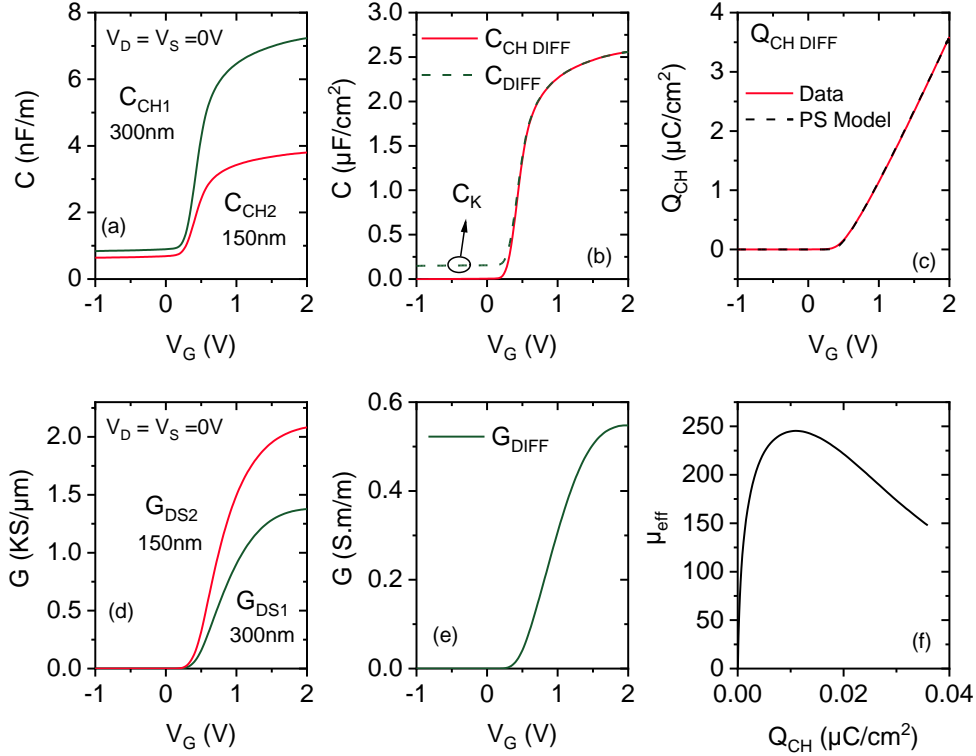 V_D = V_S =0V
C_CH1
300nm
C_CH2
150nm
(a)
C (nF/m)
8
6
4
2
0
-1 0 1 2
V_G (V)
C_CH DIFF
C_DIFF
C_K
(b)
C (µF/cm²)
3.0
2.5
2.0
1.5
1.0
0.5
0.0
-1 0 1 2
V_G (V)
Q_CH DIFF
Data
PS Model
(c)
Q_CH (µC/cm²)
4
3
2
1
0
-1 0 1 2
V_G (V)
V_D = V_S =0V
G_DS2
150nm
G_DS1
300nm
(d)
G (KS/µm)
2.0
1.5
1.0
0.5
0.0
-1 0 1 2
V_G (V)
G_DIFF
(e)
G (S.m/m)
0.6
0.4
0.2
0.0
-1 0 1 2
V_G (V)
(f)
µ_eff
300
250
200
150
100
50
0
0.00 0.02 0.04
Q_CH (µC/cm²)